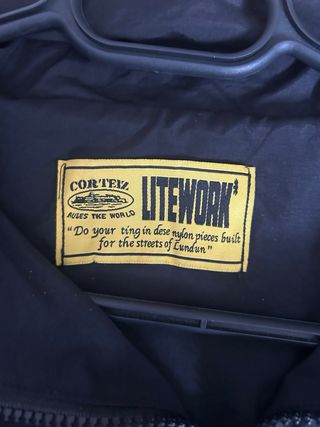 CORTEIZ
RULES THE WORLD
LITEWORK
"Do your ting in dese nylon pieces built
for the streets of Lundun"